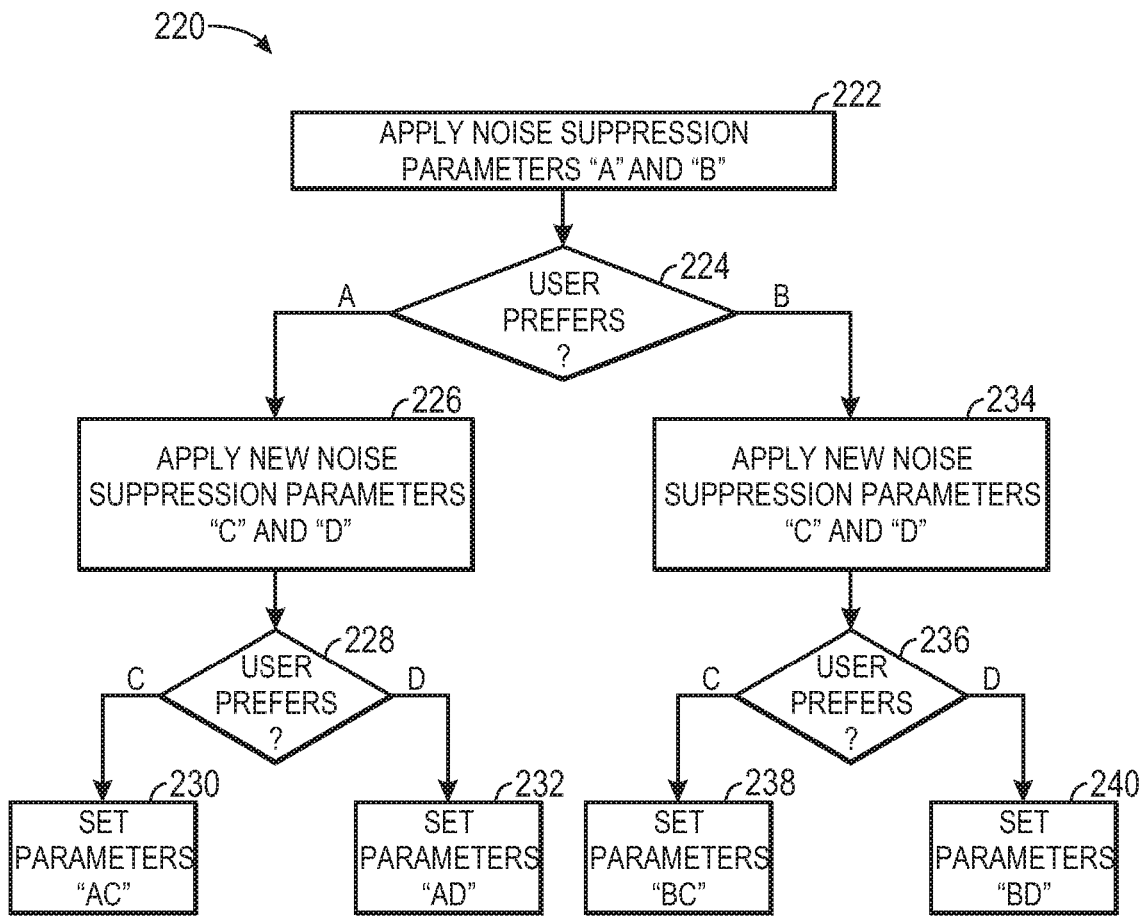 220
222
APPLY NOISE SUPPRESSION
PARAMETERS “A” AND “B”
224
USER
PREFERS
?
A
B
226
APPLY NEW NOISE
SUPPRESSION PARAMETERS
“C” AND “D”
234
APPLY NEW NOISE
SUPPRESSION PARAMETERS
“C” AND “D”
228
USER
PREFERS
?
C
D
236
USER
PREFERS
?
C
D
230
SET
PARAMETERS
“AC”
232
SET
PARAMETERS
“AD”
238
SET
PARAMETERS
“BC”
240
SET
PARAMETERS
“BD”